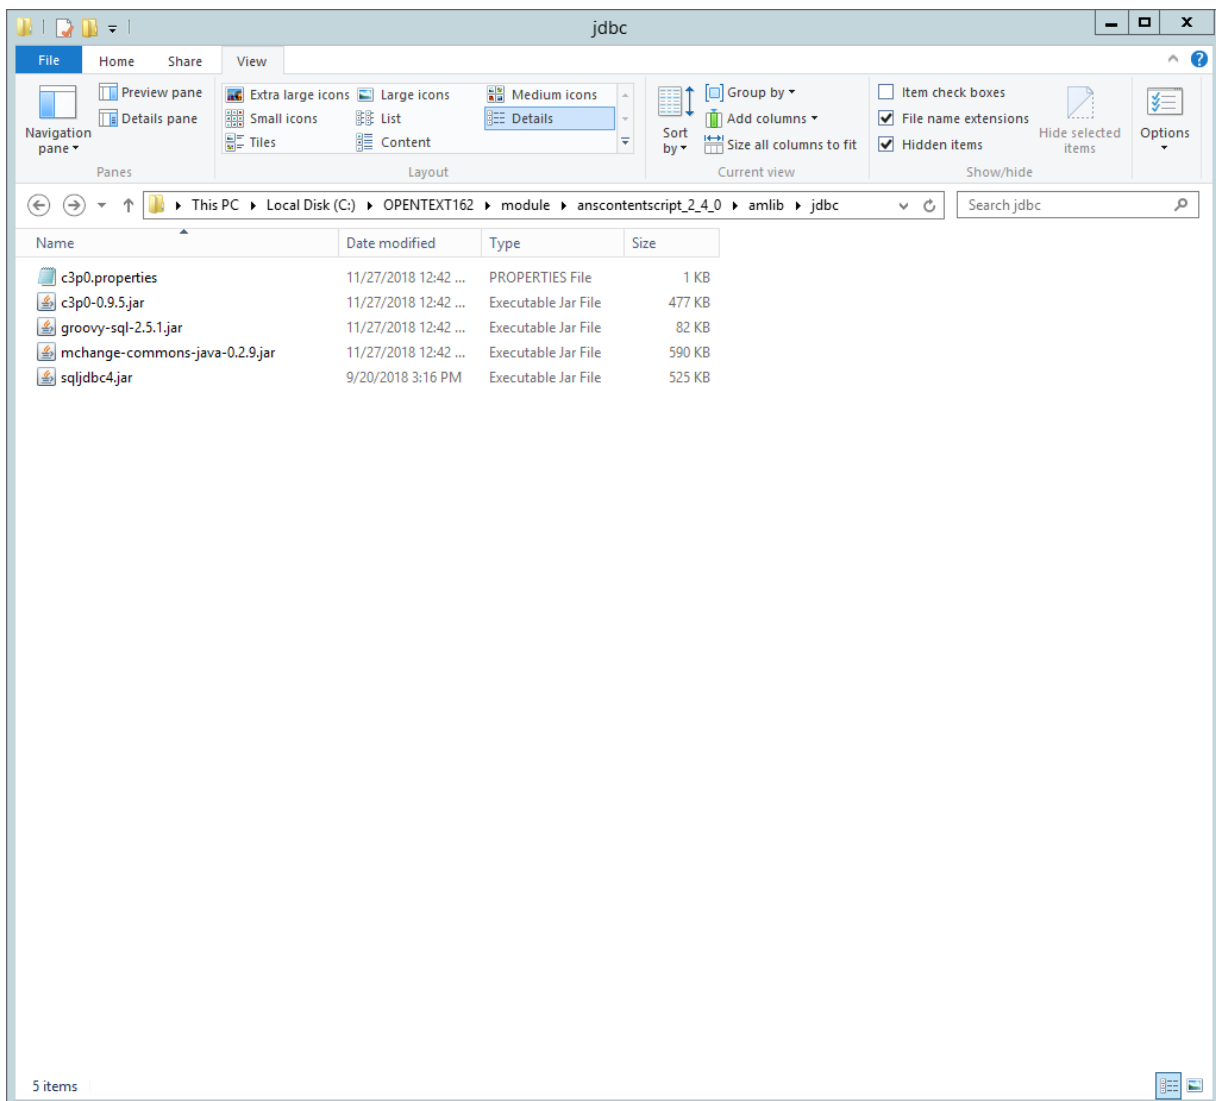 jdbc
File Home Share View
Navigation pane
Preview pane
Details pane
Panes
Extra large icons Large icons Medium icons
Small icons List Details
Tiles Content
Layout
Sort by
Group by
Add columns
Size all columns to fit
Current view
Item check boxes
File name extensions
Hidden items
Hide selected items
Show/hide
Options
This PC Local Disk (C:) OPENTEXT162 module anscontentscript_2_4_0 amlib jdbc
Search jdbc
Name Date modified Type Size
c3p0.properties 11/27/2018 12:42 ... PROPERTIES File 1 KB
c3p0-0.9.5.jar 11/27/2018 12:42 ... Executable Jar File 477 KB
groovy-sql-2.5.1.jar 11/27/2018 12:42 ... Executable Jar File 82 KB
mchange-commons-java-0.2.9.jar 11/27/2018 12:42 ... Executable Jar File 590 KB
sqljdbc4.jar 9/20/2018 3:16 PM Executable Jar File 525 KB
5 items